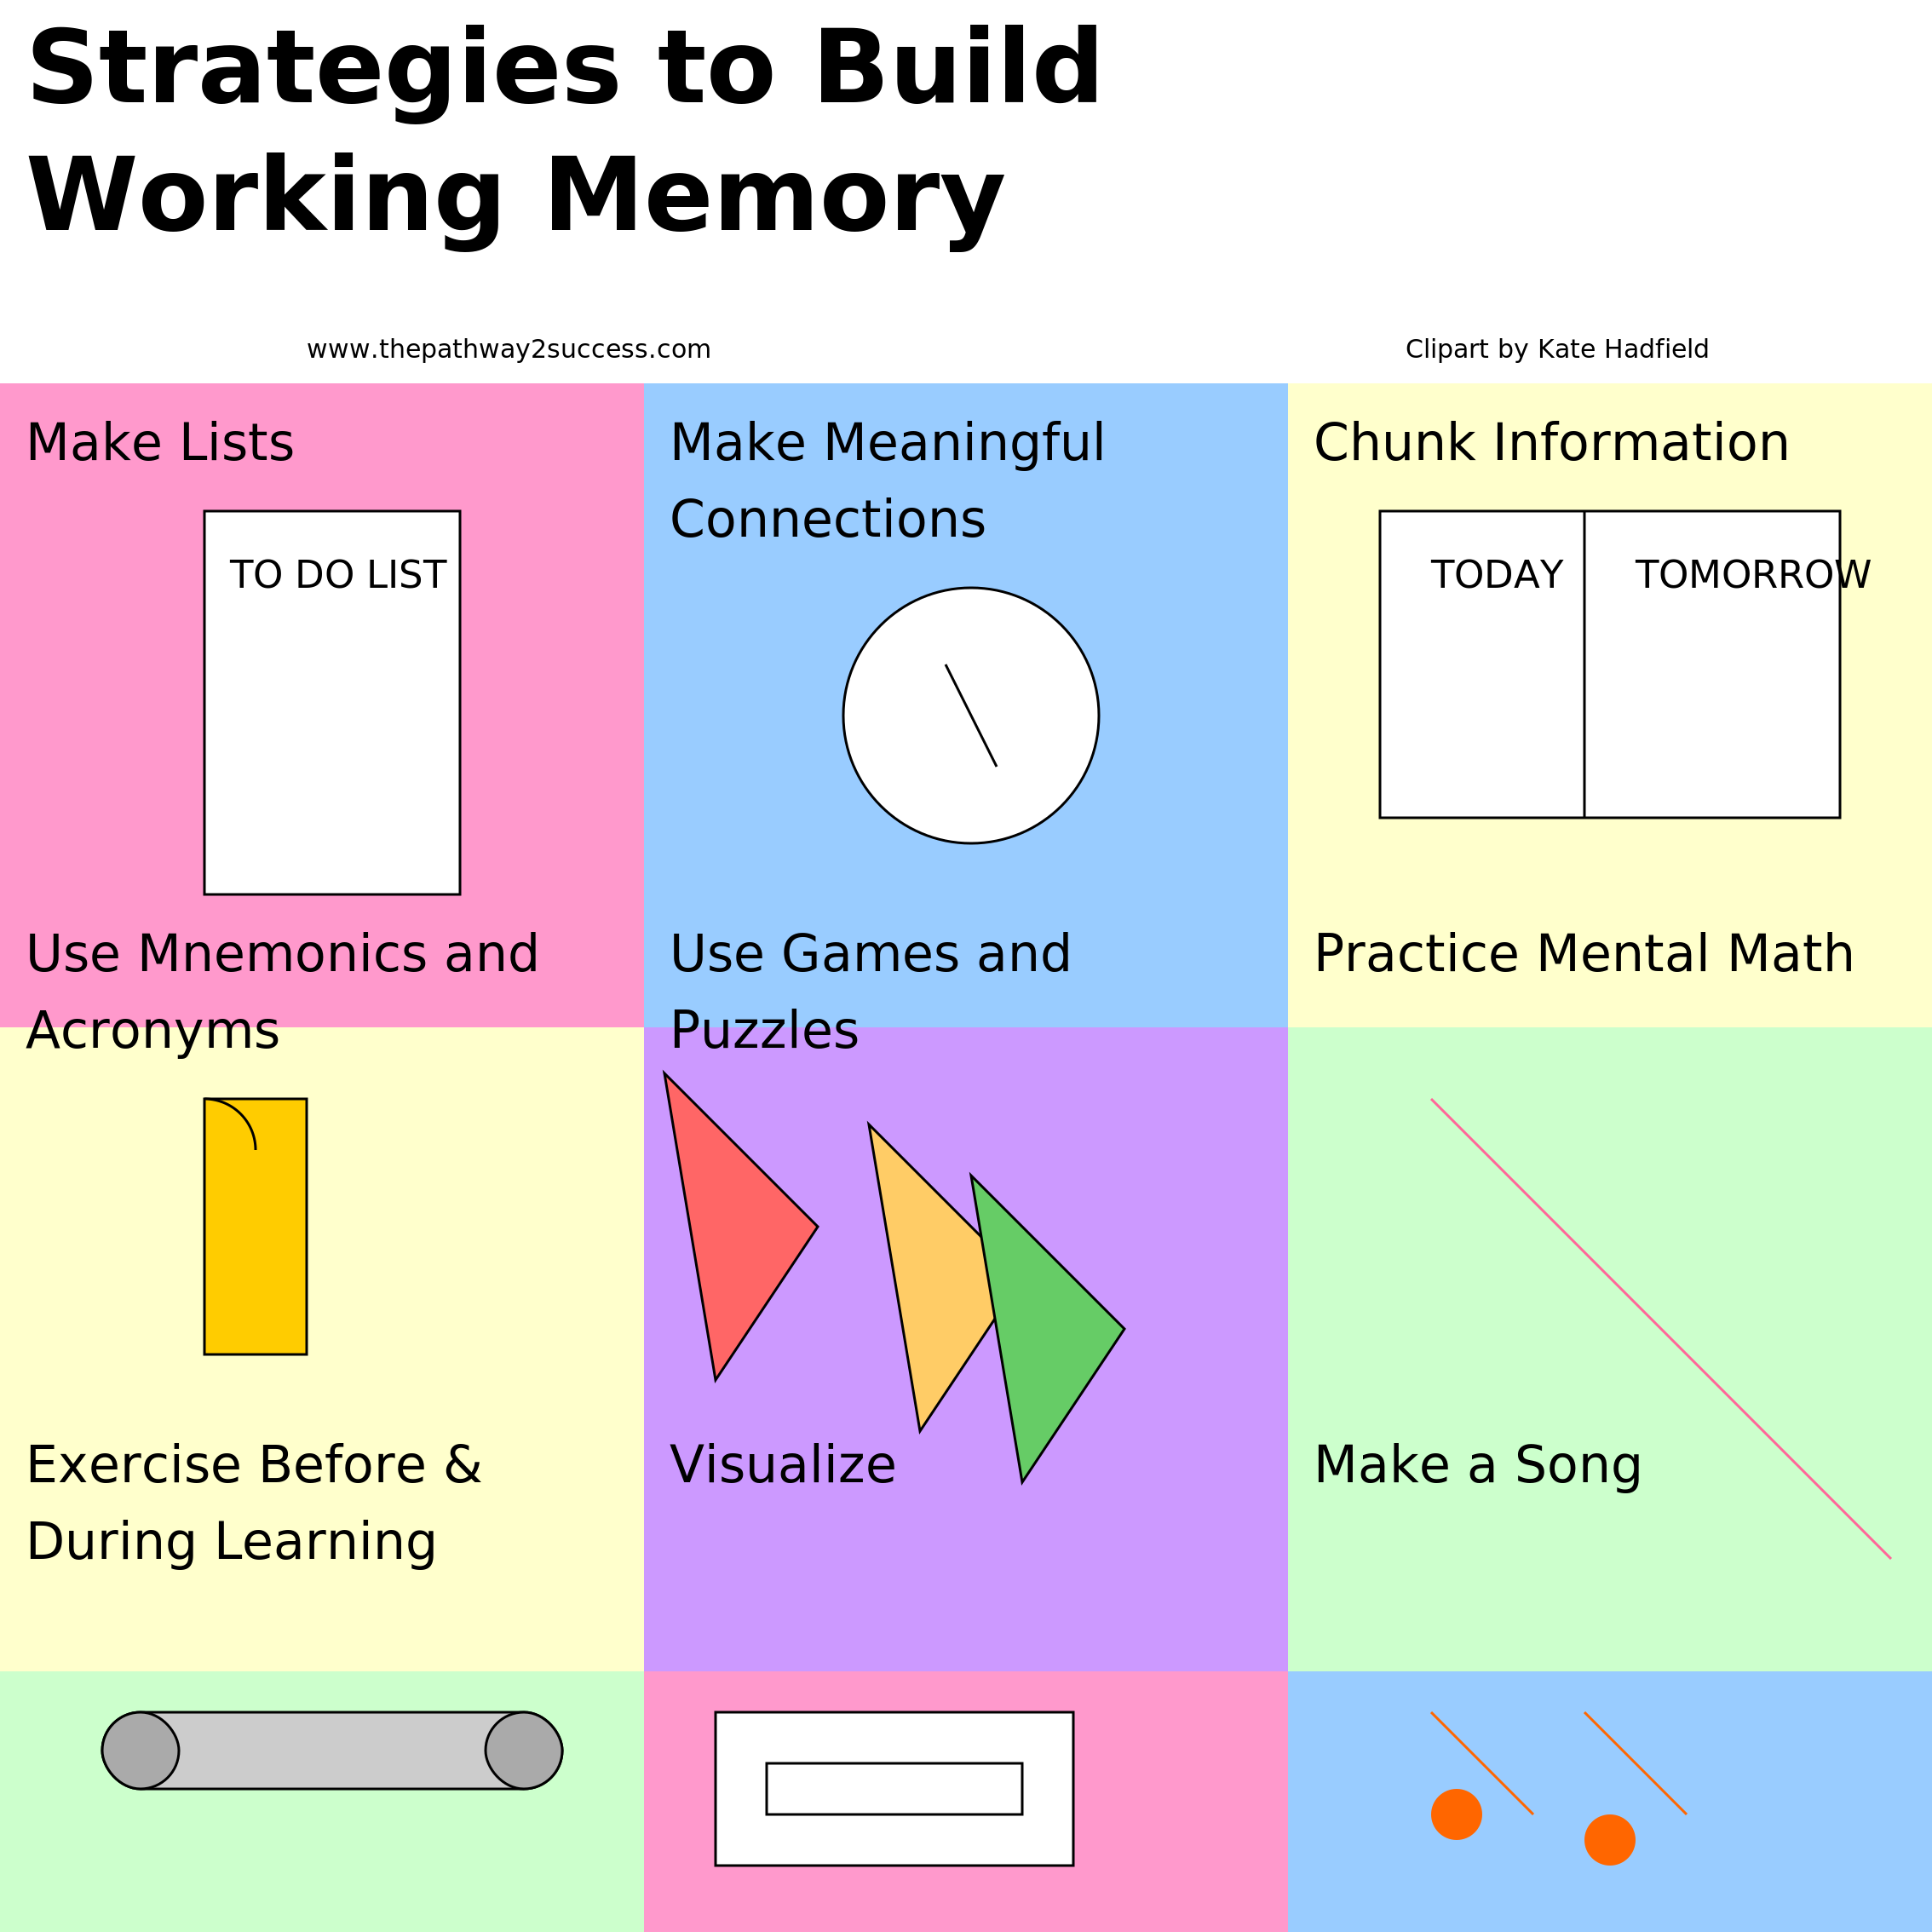 Strategies to Build
Working Memory
www.thepathway2success.com
Clipart by Kate Hadfield
Make Lists
TO DO LIST
Make Meaningful
Connections
Chunk Information
TODAY
TOMORROW
Use Mnemonics and
Acronyms
Use Games and
Puzzles
Practice Mental Math
Exercise Before &
During Learning
Visualize
Make a Song